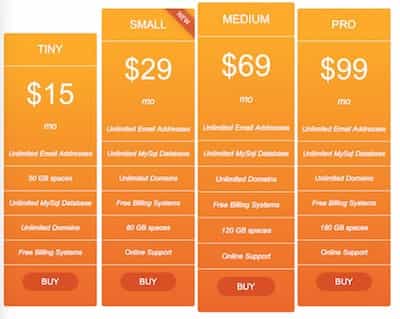 TINY
$15
mo
Unlimited Email Addresses
50 GB spaces
Unlimited MySql Database
Unlimited Domains
Free Billing Systems
BUY
SMALL
NEW
$29
mo
Unlimited Email Addresses
Unlimited MySql Database
Unlimited Domains
Free Billing Systems
80 GB spaces
Online Support
BUY
MEDIUM
$69
mo
Unlimited Email Addresses
Unlimited MySql Database
Unlimited Domains
Free Billing Systems
120 GB spaces
Online Support
BUY
PRO
$99
mo
Unlimited Email Addresses
Unlimited MySql Database
Unlimited Domains
Free Billing Systems
180 GB spaces
Online Support
BUY